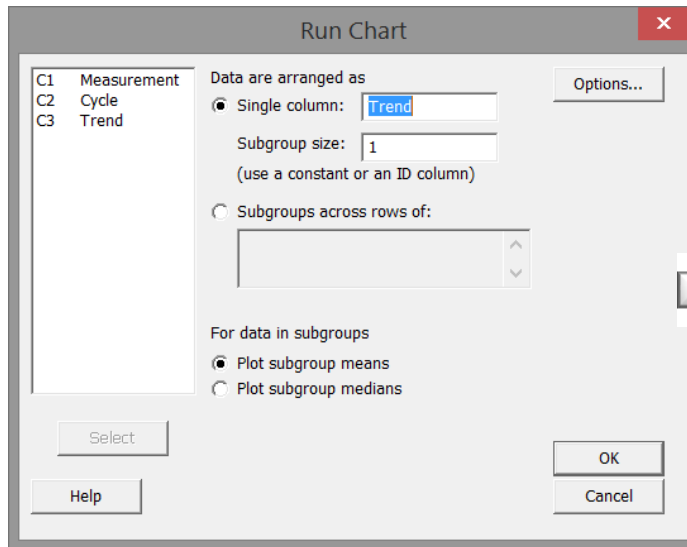 Run Chart
x
C1 Measurement
C2 Cycle
C3 Trend
Data are arranged as
Single column: Trend
Subgroup size: 1
(use a constant or an ID column)
Subgroups across rows of:
For data in subgroups
Plot subgroup means
Plot subgroup medians
Options...
Select
Help
OK
Cancel